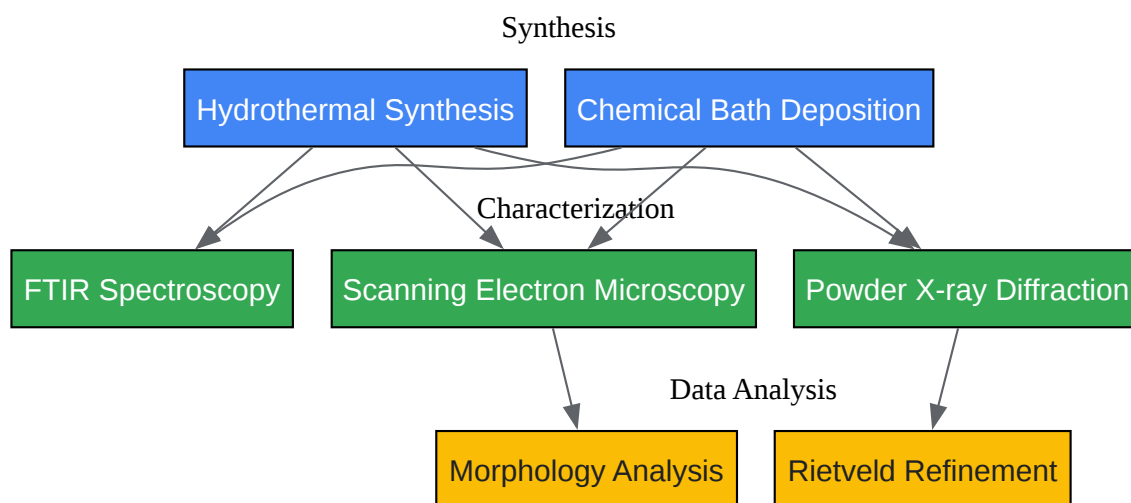 Synthesis
Hydrothermal Synthesis
Chemical Bath Deposition
Characterization
FTIR Spectroscopy
Scanning Electron Microscopy
Powder X-ray Diffraction
Data Analysis
Morphology Analysis
Rietveld Refinement